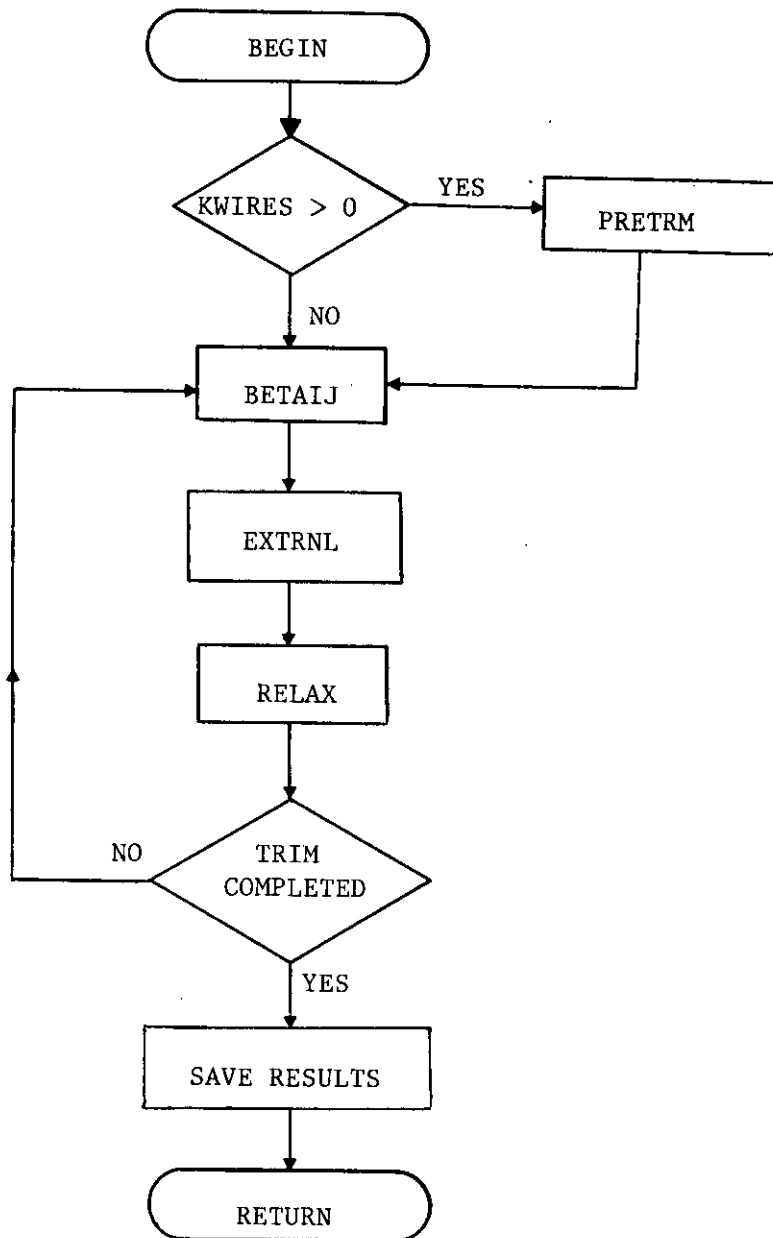 BEGIN
KWIRES > 0
YES
PRETRM
NO
BETAIJ
EXTRNL
RELAX
NO
TRIM
COMPLETED
YES
SAVE RESULTS
RETURN